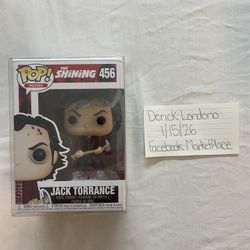 POP!
MOVIES
THE SHINING
456
JACK TORRANCE
Derick Londono
1/15/26
Facebook MarketPlace